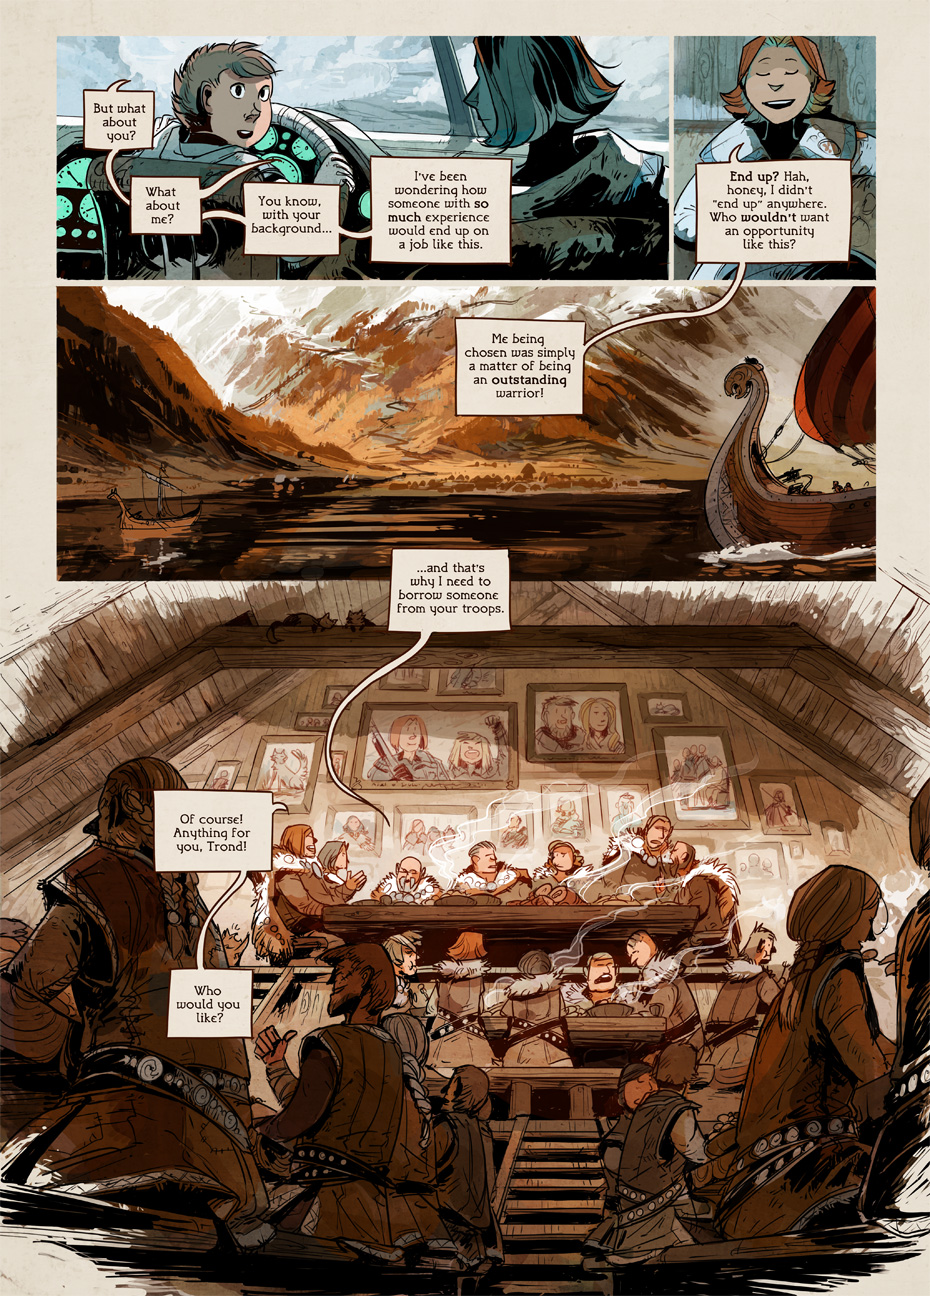 But what
about
you?
What
about
me?
You know,
with your
background...
I've been
wondering how
someone with so
much experience
would end up on
a job like this.
End up? Hah,
honey, I didn't
"end up" anywhere.
Who wouldn't want
an opportunity
like this?
Me being
chosen was simply
a matter of being
an outstanding
warrior!
...and that's
why I need to
borrow someone
from your troops.
Of course!
Anything for
you, Trond!
Who
would you
like?